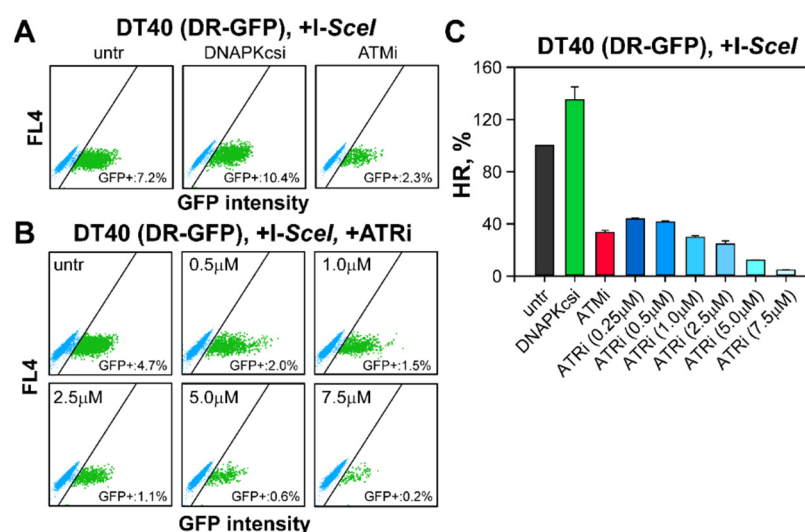 A
DT40 (DR-GFP), +I-SceI
untr
DNAPKcsi
ATMi
FL4
GFP+:7.2%
GFP+:10.4%
GFP+:2.3%
GFP intensity
B
DT40 (DR-GFP), +I-SceI, +ATRi
untr
0.5μM
1.0μM
GFP+:4.7%
GFP+:2.0%
GFP+:1.5%
FL4
2.5μM
5.0μM
7.5μM
GFP+:1.1%
GFP+:0.6%
GFP+:0.2%
GFP intensity
C
DT40 (DR-GFP), +I-SceI
HR, %
160
120
80
40
0
untr
DNAPKcsi
ATMi
ATRi (0.25μM)
ATRi (0.5μM)
ATRi (1.0μM)
ATRi (2.5μM)
ATRi (5.0μM)
ATRi (7.5μM)